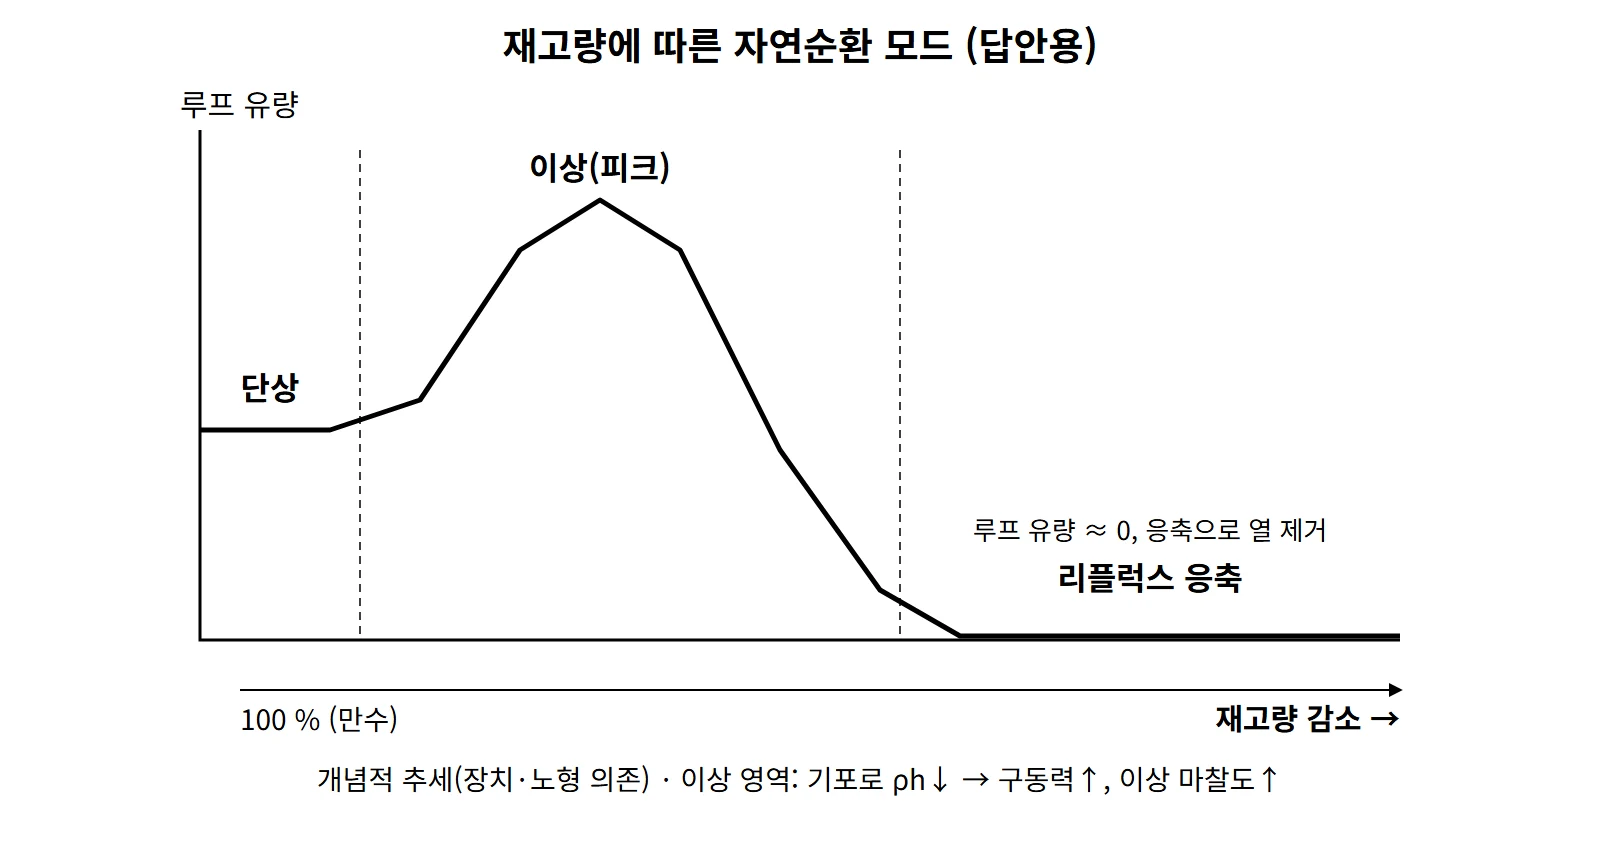 재고량에 따른 자연순환 모드 (답안용)
루프 유량
이상(피크)
단상
루프 유량 ≈ 0, 응축으로 열 제거
리플럭스 응축
100 % (만수)
재고량 감소 →
개념적 추세(장치·노형 의존) · 이상 영역: 기포로 ρh↓ → 구동력↑, 이상 마찰도↑